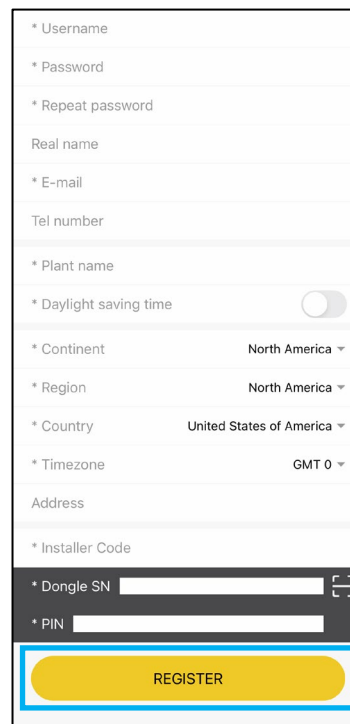 * Username
* Password
* Repeat password
Real name
* E-mail
Tel number
* Plant name
* Daylight saving time
* Continent North America
* Region North America
* Country United States of America
* Timezone GMT 0
Address
* Installer Code
* Dongle SN
* PIN
REGISTER